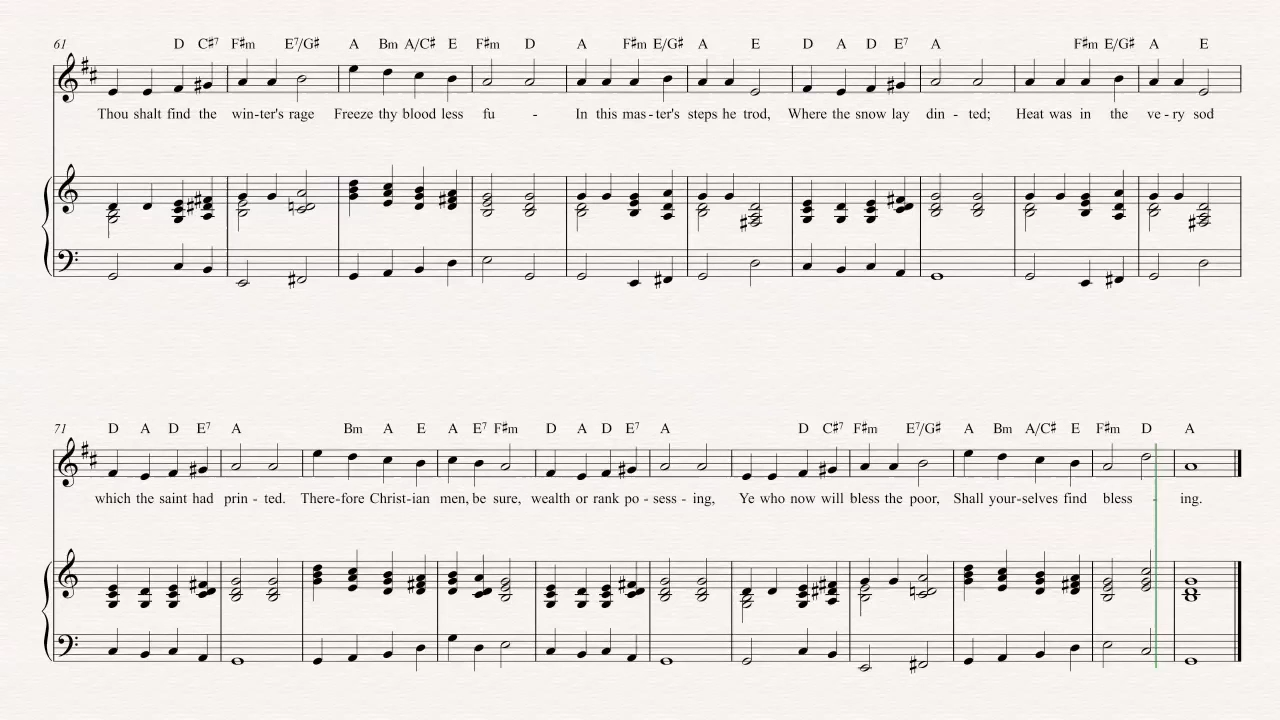 61 D C♯7 F♯m E7/G♯ A Bm A/C♯ E F♯m D A F♯m E/G♯ A E D A D E7 A F♯m E/G♯ A E
Thou shalt find the win-ter's rage Freeze thy blood less fu - In this mas-ter's steps he trod, Where the snow lay din - ted; Heat was in the ve-ry sod
71 D A D E7 A Bm A E A E7 F♯m D A D E7 A D C♯7 F♯m E7/G♯ A Bm A/C♯ E F♯m D A
which the saint had prin - ted. There-fore Christ-ian men, be sure, wealth or rank po - sess - ing, Ye who now will bless the poor, Shall your-selves find bless - ing.